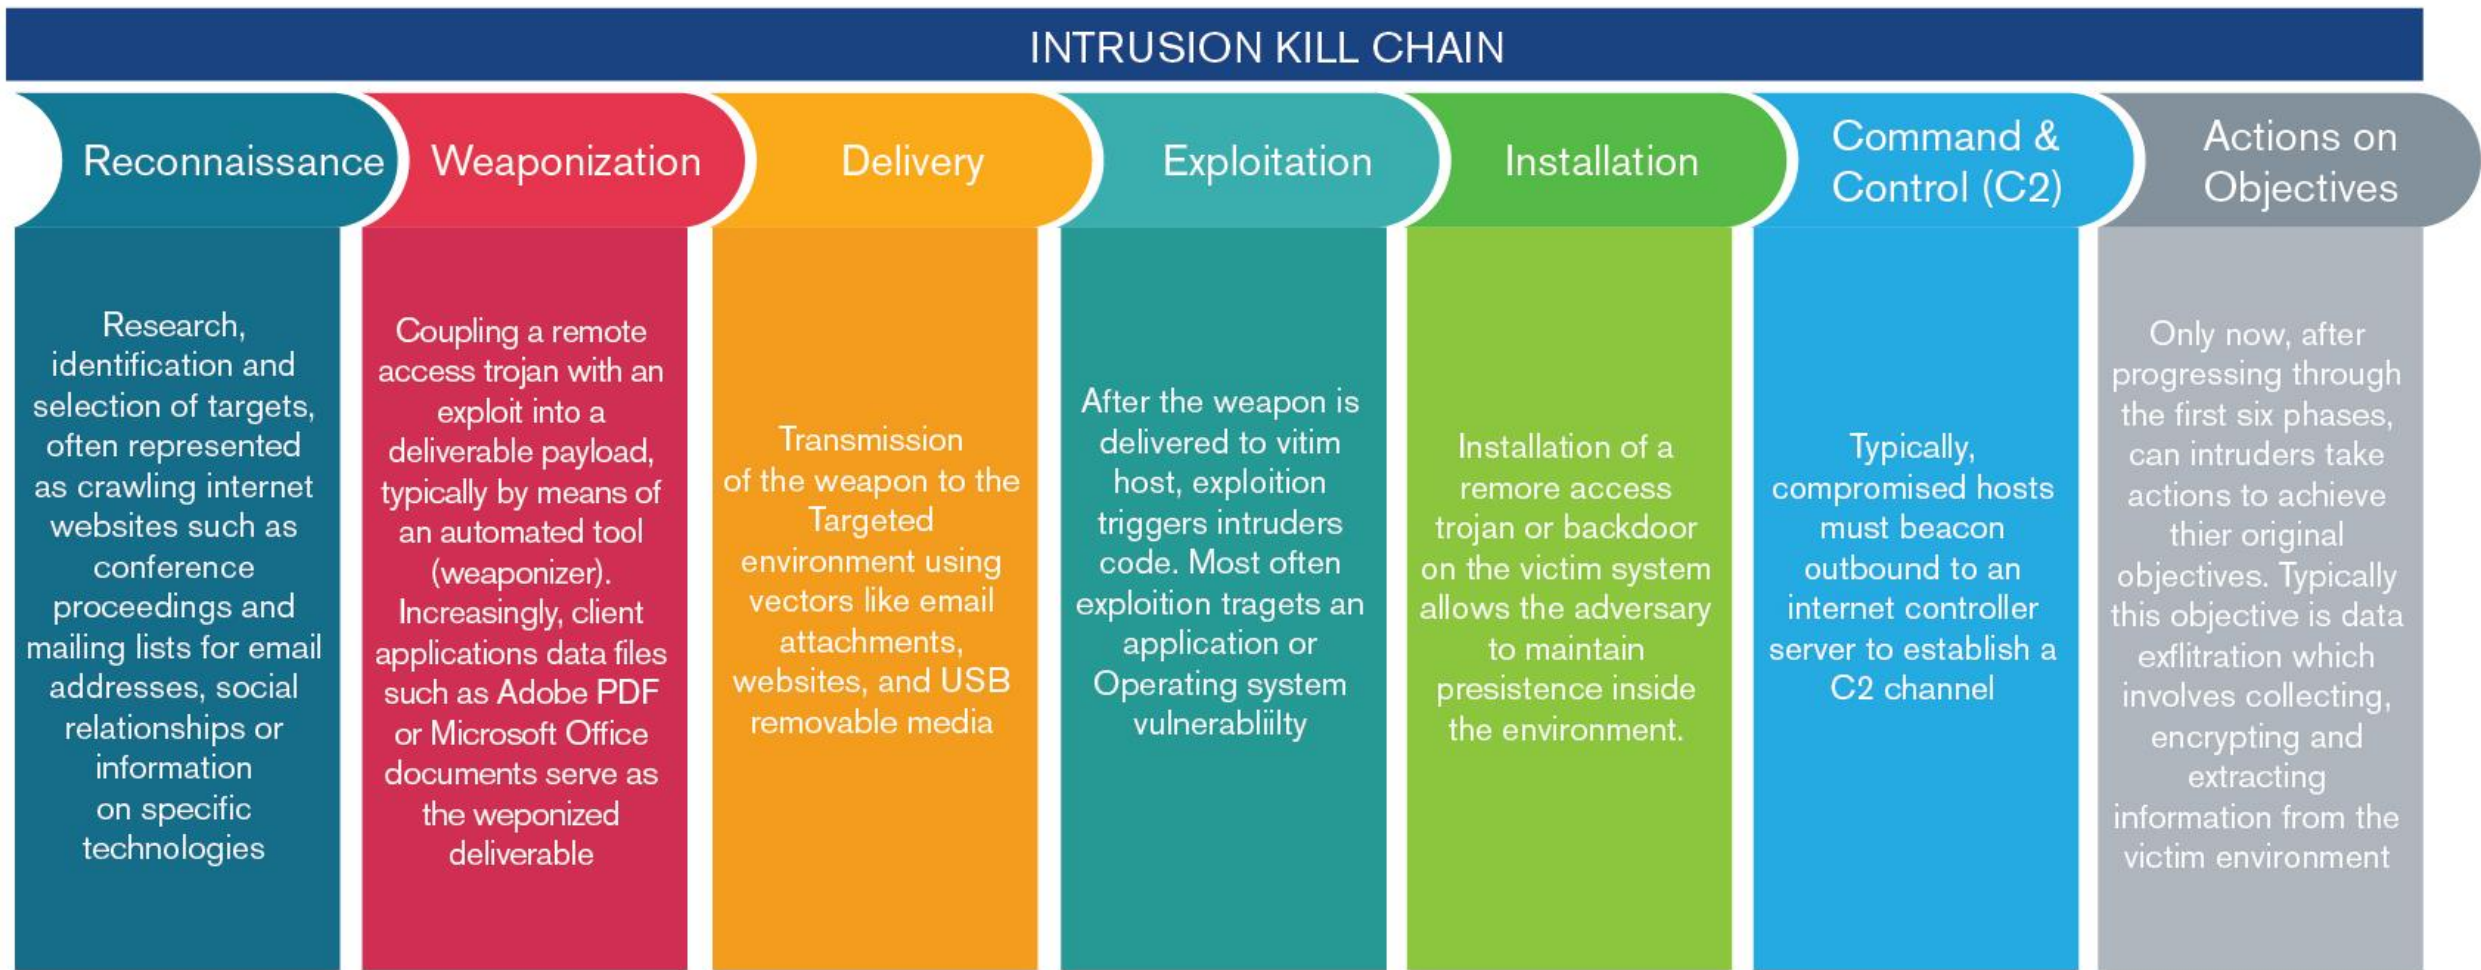 INTRUSION KILL CHAIN
Reconnaissance
Research,
identification and
selection of targets,
often represented
as crawling internet
websites such as
conference
proceedings and
mailing lists for email
addresses, social
relationships or
information
on specific
technologies
Weaponization
Coupling a remote
access trojan with an
exploit into a
deliverable payload,
typically by means of
an automated tool
(weaponizer).
Increasingly, client
applications data files
such as Adobe PDF
or Microsoft Office
documents serve as
the weponized
deliverable
Delivery
Transmission
of the weapon to the
Targeted
environment using
vectors like email
attachments,
websites, and USB
removable media
Exploitation
After the weapon is
delivered to vitim
host, exploition
triggers intruders
code. Most often
exploition tragets an
application or
Operating system
vulnerabliilty
Installation
Installation of a
remore access
trojan or backdoor
on the victim system
allows the adversary
to maintain
presistence inside
the environment.
Command &
Control (C2)
Typically,
compromised hosts
must beacon
outbound to an
internet controller
server to establish a
C2 channel
Actions on
Objectives
Only now, after
progressing through
the first six phases,
can intruders take
actions to achieve
thier original
objectives. Typically
this objective is data
exflitration which
involves collecting,
encrypting and
extracting
information from the
victim environment